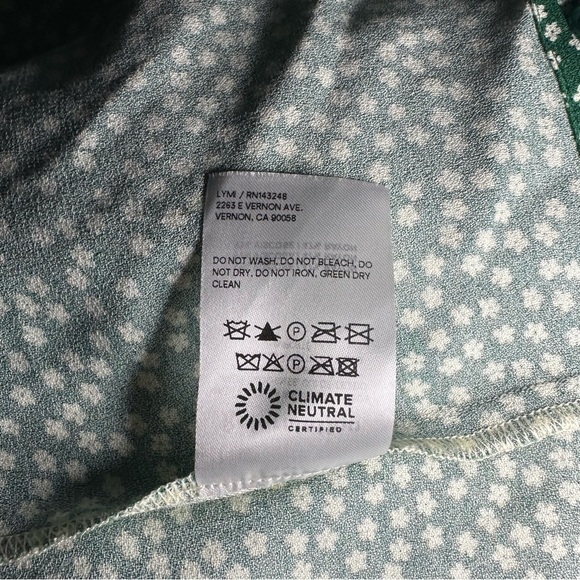 LYMI / RN143248
2263 E VERNON AVE.
VERNON, CA 90058
DO NOT WASH. DO NOT BLEACH, DO
NOT DRY. DO NOT IRON. GREEN DRY
CLEAN
P
P
CLIMATE
NEUTRAL
CERTIFIED